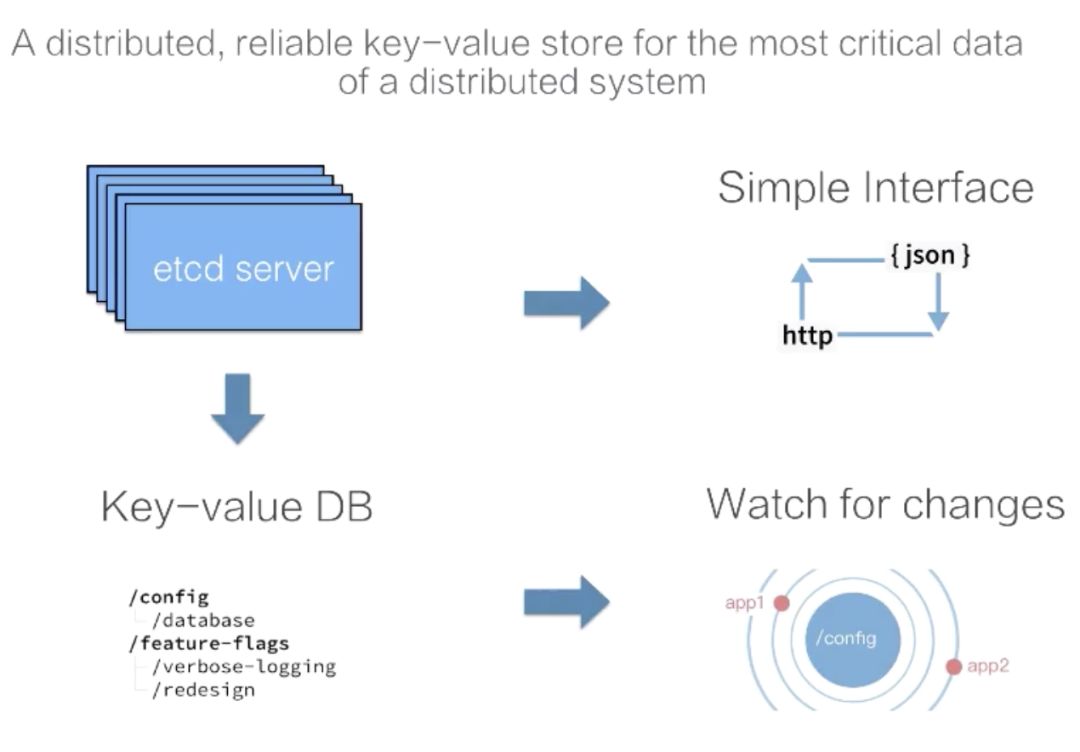 A distributed, reliable key-value store for the most critical data
of a distributed system
etcd server
Simple Interface
{ json }
http
Key-value DB
/config
/database
/feature-flags
/verbose-logging
/redesign
Watch for changes
app1
/config
app2